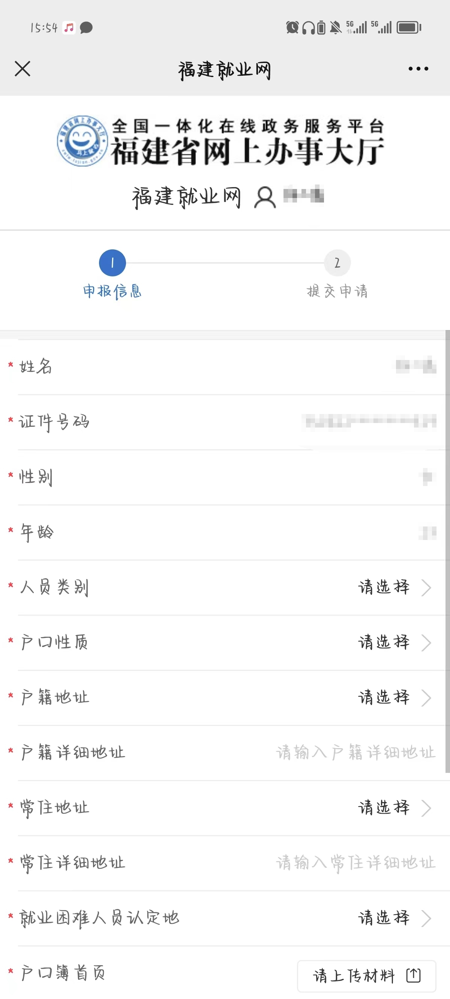 15:54
5G 5G
福建就业网
全国一体化在线政务服务平台
福建省网上办事大厅
福建就业网
1 2
申报信息 提交申请
* 姓名
* 证件号码
* 性别
* 年龄
* 人员类别 请选择
* 户口性质 请选择
* 户籍地址 请选择
* 户籍详细地址 请输入户籍详细地址
* 常住地址 请选择
* 常住详细地址 请输入常住详细地址
* 就业困难人员认定地 请选择
* 户口簿首页 请上传材料